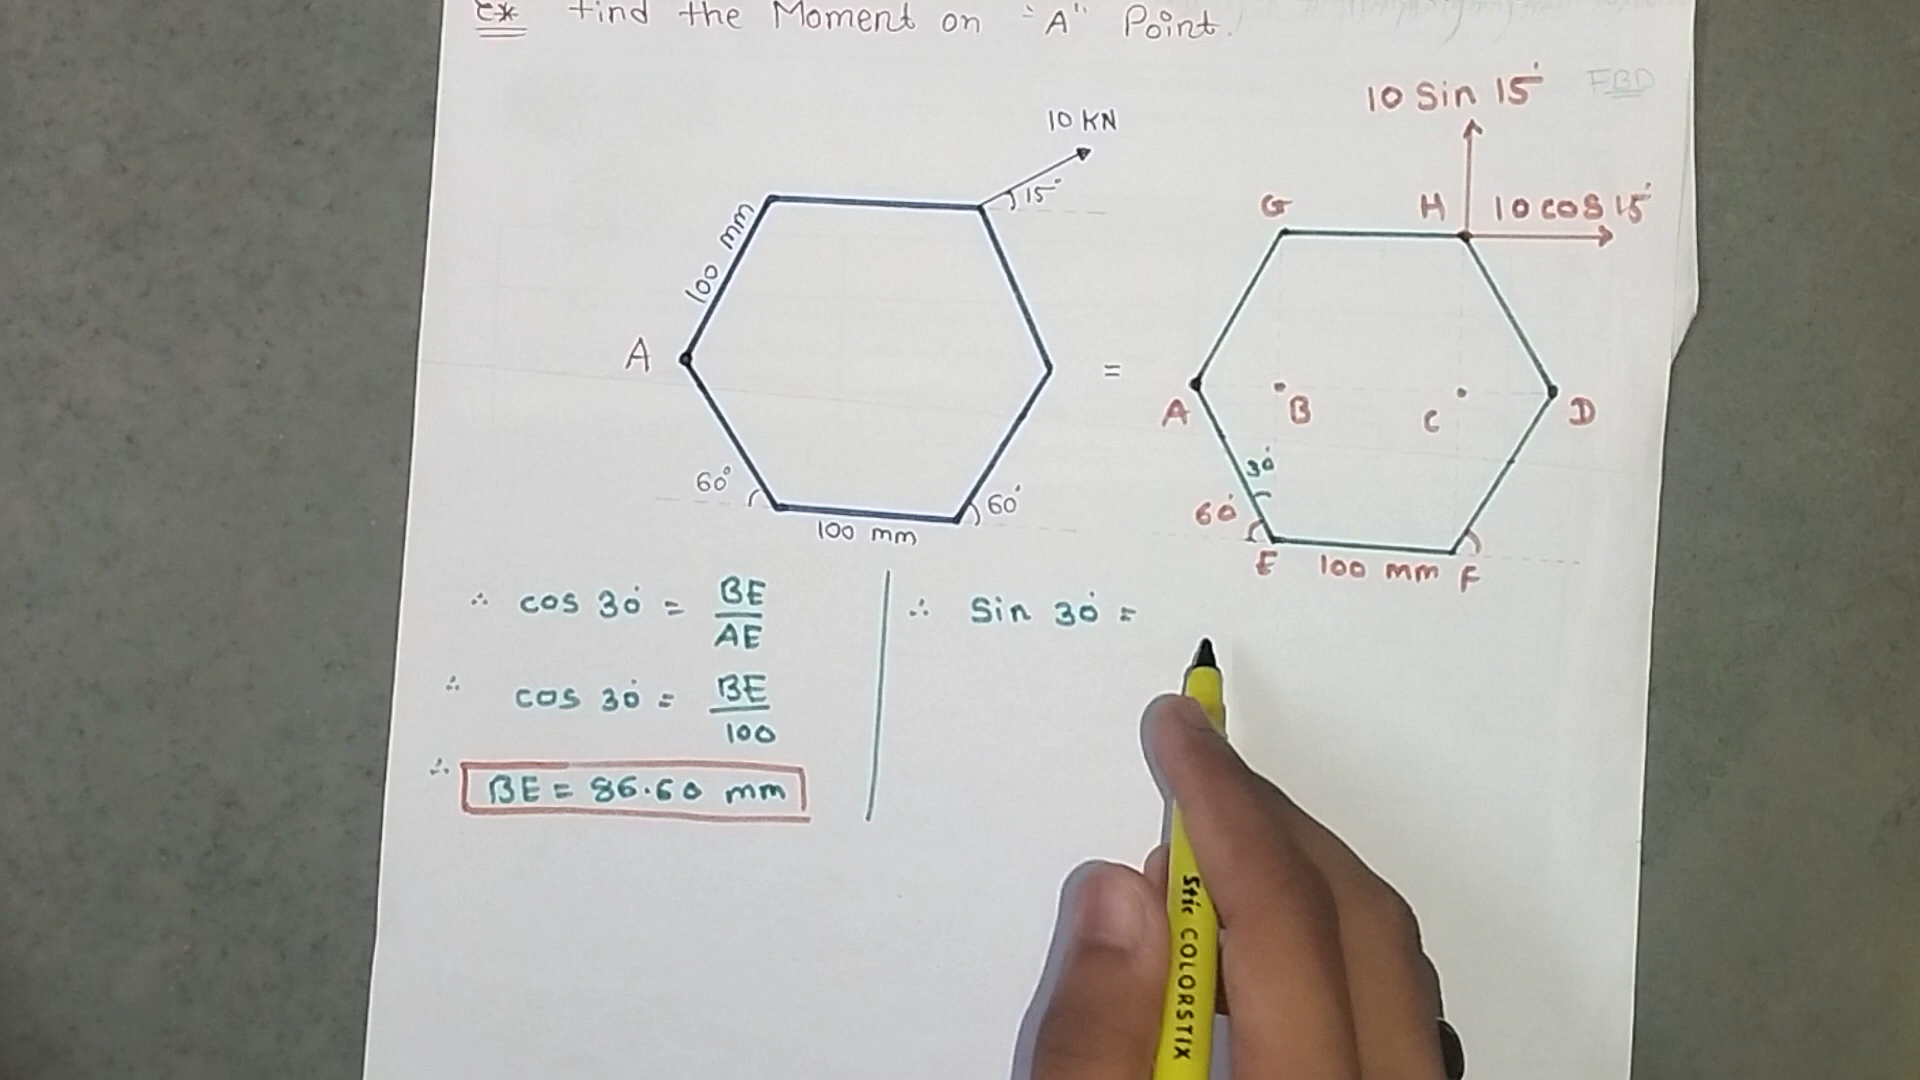 Ex Find the Moment on "A" Point.
FBD
10 Sin 15°
10 KN
15°
100 mm
G H 10 cos 15°
A
=
A B C D
30°
60° 60°
60°
100 mm
E 100 mm F
∴ cos 30° = BE/AE
∴ Sin 30° =
∴ cos 30° = BE/100
∴ BE = 86.60 mm
Stic COLORSTIX